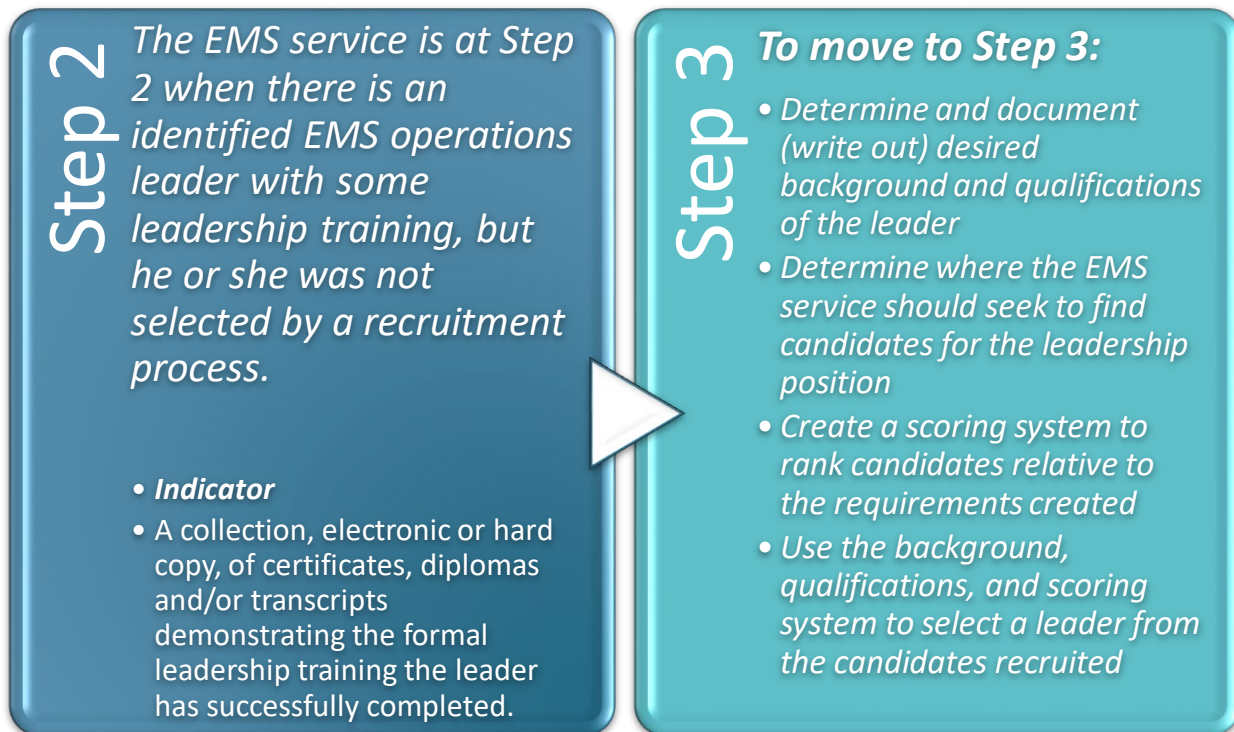 Step 2
The EMS service is at Step
2 when there is an
identified EMS operations
leader with some
leadership training, but
he or she was not
selected by a recruitment
process.
• Indicator
• A collection, electronic or hard
copy, of certificates, diplomas
and/or transcripts
demonstrating the formal
leadership training the leader
has successfully completed.
Step 3
To move to Step 3:
• Determine and document
(write out) desired
background and qualifications
of the leader
• Determine where the EMS
service should seek to find
candidates for the leadership
position
• Create a scoring system to
rank candidates relative to
the requirements created
• Use the background,
qualifications, and scoring
system to select a leader from
the candidates recruited